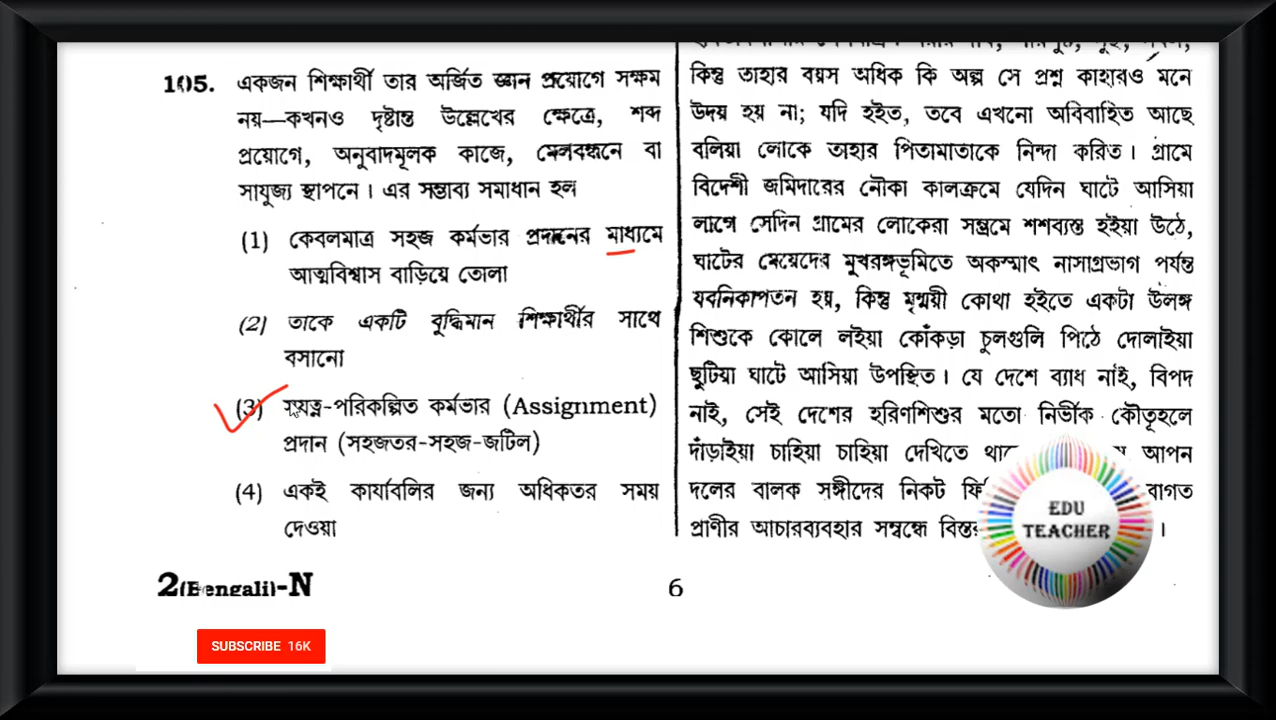 105. একজন শিক্ষার্থী তার অর্জিত জ্ঞান প্রয়োগে সক্ষম
নয়—কখনও দৃষ্টান্ত উল্লেখের ক্ষেত্রে, শব্দ
প্রয়োগে, অনুবাদমূলক কাজে, মেলবন্ধনে বা
সাযুজ্য স্থাপনে। এর সম্ভাব্য সমাধান হল
(1) কেবলমাত্র সহজ কর্মভার প্রদানের মাধ্যমে
আত্মবিশ্বাস বাড়িয়ে তোলা
(2) তাকে একটি বুদ্ধিমান শিক্ষার্থীর সাথে
বসানো
(3) সযত্ন-পরিকল্পিত কর্মভার (Assignment)
প্রদান (সহজতর-সহজ-জটিল)
(4) একই কার্যাবলির জন্য অধিকতর সময়
দেওয়া
কিন্তু তাহার বয়স অধিক কি অল্প সে প্রশ্ন কাহারও মনে
উদয় হয় না; যদি হইত, তবে এখনো অবিবাহিত আছে
বলিয়া লোকে তাহার পিতামাতাকে নিন্দা করিত। গ্রামে
বিদেশী জমিদারের নৌকা কালক্রমে যেদিন ঘাটে আসিয়া
লাগে সেদিন গ্রামের লোকেরা সম্ভ্রমে শশব্যস্ত হইয়া উঠে,
ঘাটের মেয়েদের মুখরঙ্গভূমিতে অকস্মাৎ নাসাগ্রভাগ পর্যন্ত
যবনিকাপতন হয়, কিন্তু মৃন্ময়ী কোথা হইতে একটা উলঙ্গ
শিশুকে কোলে লইয়া কোঁকড়া চুলগুলি পিঠে দোলাইয়া
ছুটিয়া ঘাটে আসিয়া উপস্থিত। যে দেশে ব্যাধ নাই, বিপদ
নাই, সেই দেশের হরিণশিশুর মতো নির্ভীক কৌতূহলে
দাঁড়াইয়া চাহিয়া চাহিয়া দেখিতে আপন
দলের বালক সঙ্গীদের নিকট
প্রাণীর আচারব্যবহার সম্বন্ধে
EDU
TEACHER
2(Bengali)-N
6
SUBSCRIBE 16K